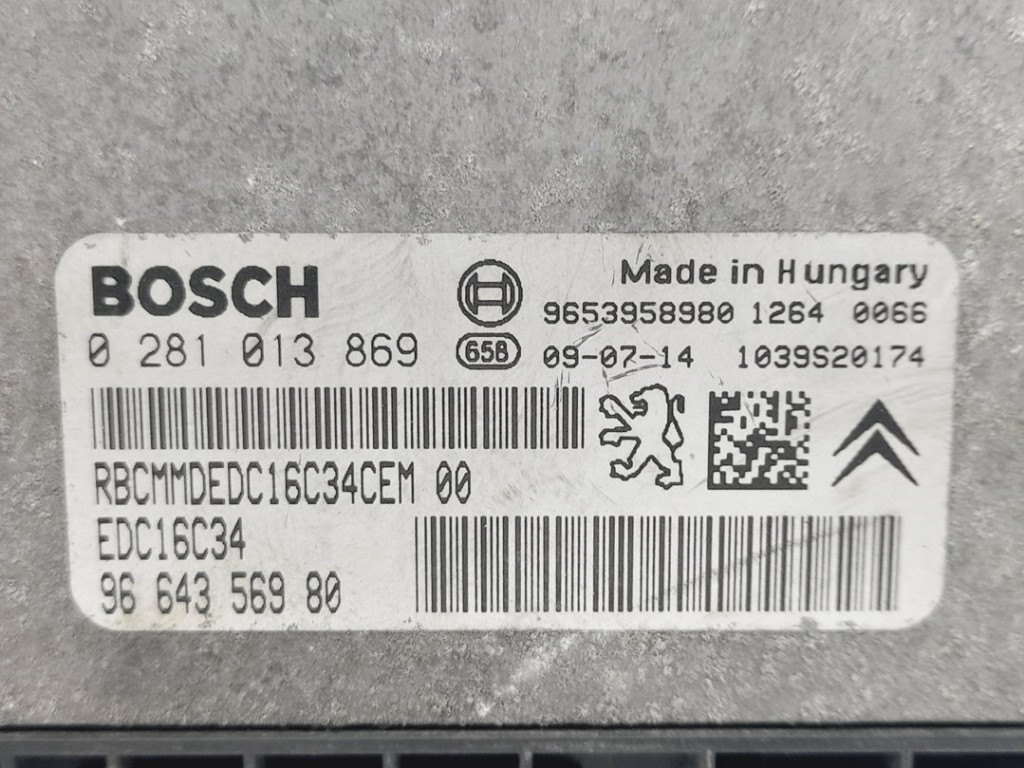 BOSCH
Made in Hungary
9653958980 1264 0066
0 281 013 869
658
09-07-14 1039S20174
RBCMMDEDC16C34CEM 00
EDC16C34
96 643 569 80